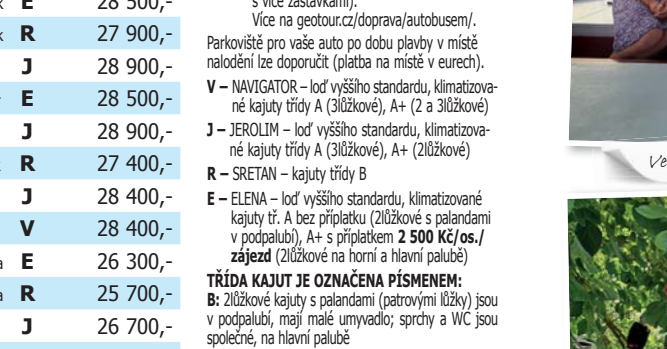 E 28 500,-
R 27 900,-
J 28 900,-
E 28 500,-
J 28 900,-
R 27 400,-
J 28 400,-
V 28 400,-
a E 26 300,-
a R 25 700,-
J 26 700,-
s více zastávkami).
Více na geotour.cz/doprava/autobusem/.
Parkoviště pro vaše auto po dobu plavby v místě
nalodění lze doporučit (platba na místě v eurech).
V – NAVIGATOR – loď vyššího standardu, klimatizova-
né kajuty třídy A (3lůžkové), A+ (2 a 3lůžkové)
J – JEROLIM – loď vyššího standardu, klimatizova-
né kajuty třídy A (3lůžkové), A+ (2lůžkové)
R – SRETAN – kajuty třídy B
E – ELENA – loď vyššího standardu, klimatizované
kajuty tř. A bez příplatku (2lůžkové s palandami
v podpalubí), A+ s příplatkem 2 500 Kč/os./
zájezd (2lůžkové na horní a hlavní palubě)
TŘÍDA KAJUT JE OZNAČENA PÍSMENEM:
B: 2lůžkové kajuty s palandami (patrovými lůžky) jsou
v podpalubí, mají malé umyvadlo; sprchy a WC jsou
společné, na hlavní palubě
Ve